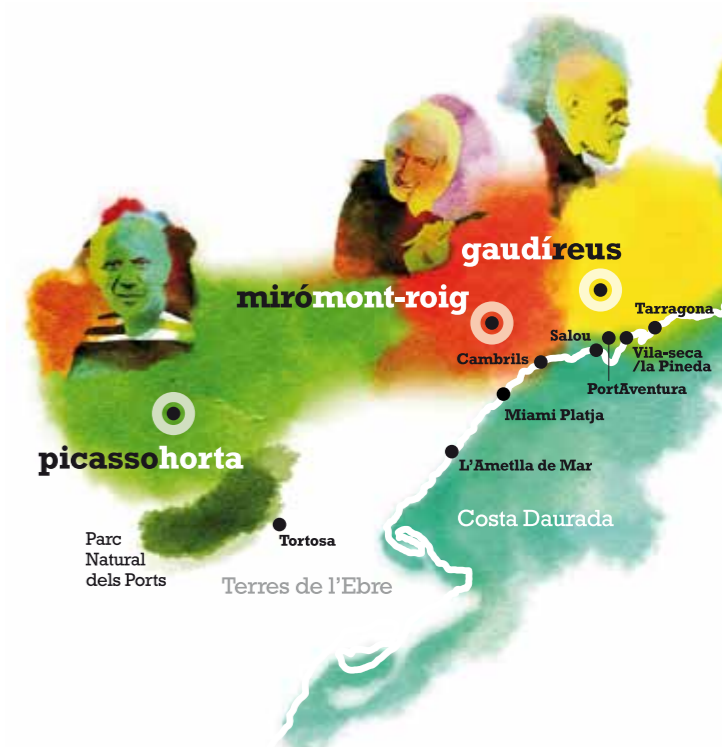 gaudíreus
mirómont-roig
Tarragona
Salou
Cambrils
Vila-seca
/la Pineda
PortAventura
Miami Platja
picassohorta
L'Ametlla de Mar
Costa Daurada
Parc
Natural
dels Ports
Tortosa
Terres de l'Ebre